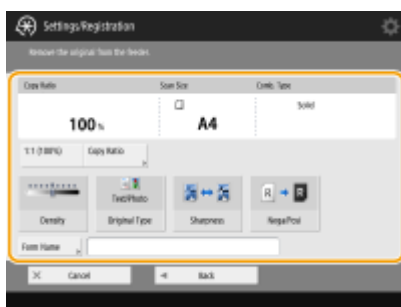 Settings/Registration
Remove the original from the feeder.
Copy Ratio
Scan Size
Comb. Type
100 %
A4
Solid
1:1 (100%)
Copy Ratio
Text/Photo
R R
Density
Original Type
Sharpness
Nega/Posi
Form Name
Cancel
Back